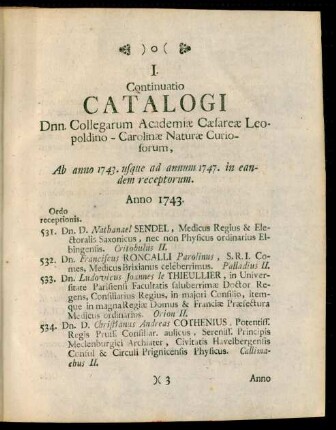 ) o (
I.
Continuatio
CATALOGI
Dnn. Collegarum Academiæ Cæsareæ Leo-
poldino - Carolinæ Naturæ Curio-
sorum,
Ab anno 1743. usque ad annum 1747. in ean-
dem receptorum.
Anno 1743.
Ordo
receptionis.
531. Dn. D. Nathanael SENDEL, Medicus Regius & Ele-
ctoralis Saxonicus, nec non Physicus ordinarius El-
bingensis. Critobulus II.
532. Dn. Franciscus RONCALLI Parolinus, S. R. I. Co-
mes, Medicus Brixianus celeberrimus. Palladius II.
533. Dn. Ludovicus Joannes le THIEULLIER, in Univer-
sitate Parisiensi Facultatis saluberrimæ Doctor Re-
gens, Consiliarius Regius, in majori Consilio, item-
que in magna Regiæ Domus & Franciæ Præfectura
Medicus ordinarius. Orion II.
534. Dn. D. Christianus Andreas COTHENIUS, Potentiss.
Regis Pruss. Consiliar. aulicus, Sereniss. Principis
Meclenburgici Archiater, Civitatis Havelbergensis
Consul & Circuli Prignicensis Physicus. Callima-
chus II.
)( 3 Anno